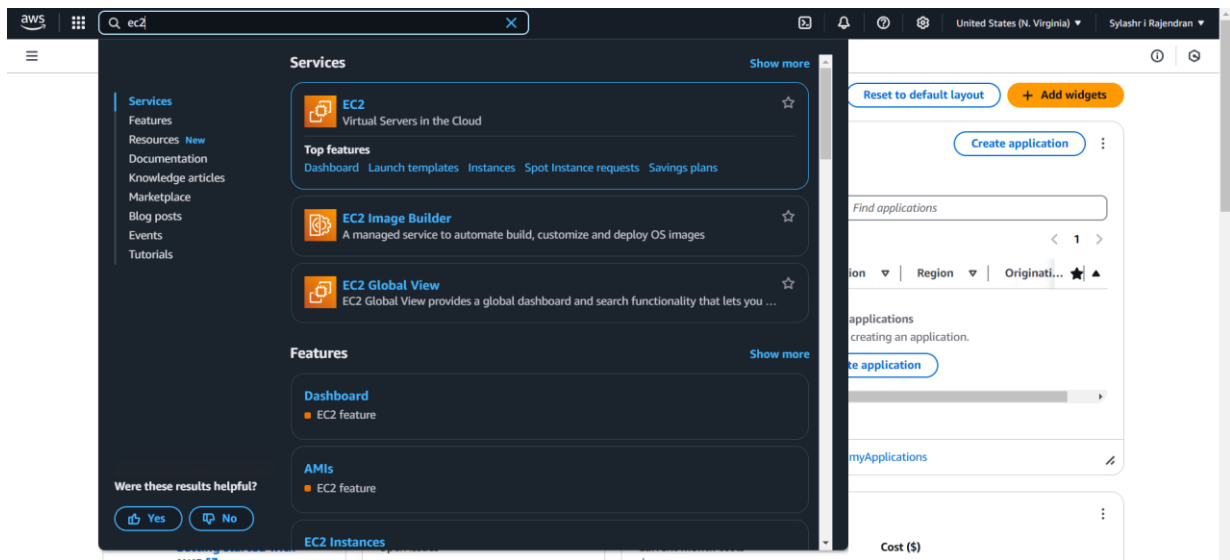 aws
ec2
United States (N. Virginia) ▼
Sylashr i Rajendran ▼
Services
Features
Resources New
Documentation
Knowledge articles
Marketplace
Blog posts
Events
Tutorials
Were these results helpful?
Yes
No
Services
Show more
EC2
Virtual Servers in the Cloud
Top features
Dashboard Launch templates Instances Spot Instance requests Savings plans
EC2 Image Builder
A managed service to automate build, customize and deploy OS images
EC2 Global View
EC2 Global View provides a global dashboard and search functionality that lets you ...
Features
Show more
Dashboard
EC2 feature
AMIs
EC2 feature
EC2 Instances
Reset to default layout
+ Add widgets
Create application
Find applications
1
ion
Region
Originati...
applications
creating an application.
te application
myApplications
Cost ($)